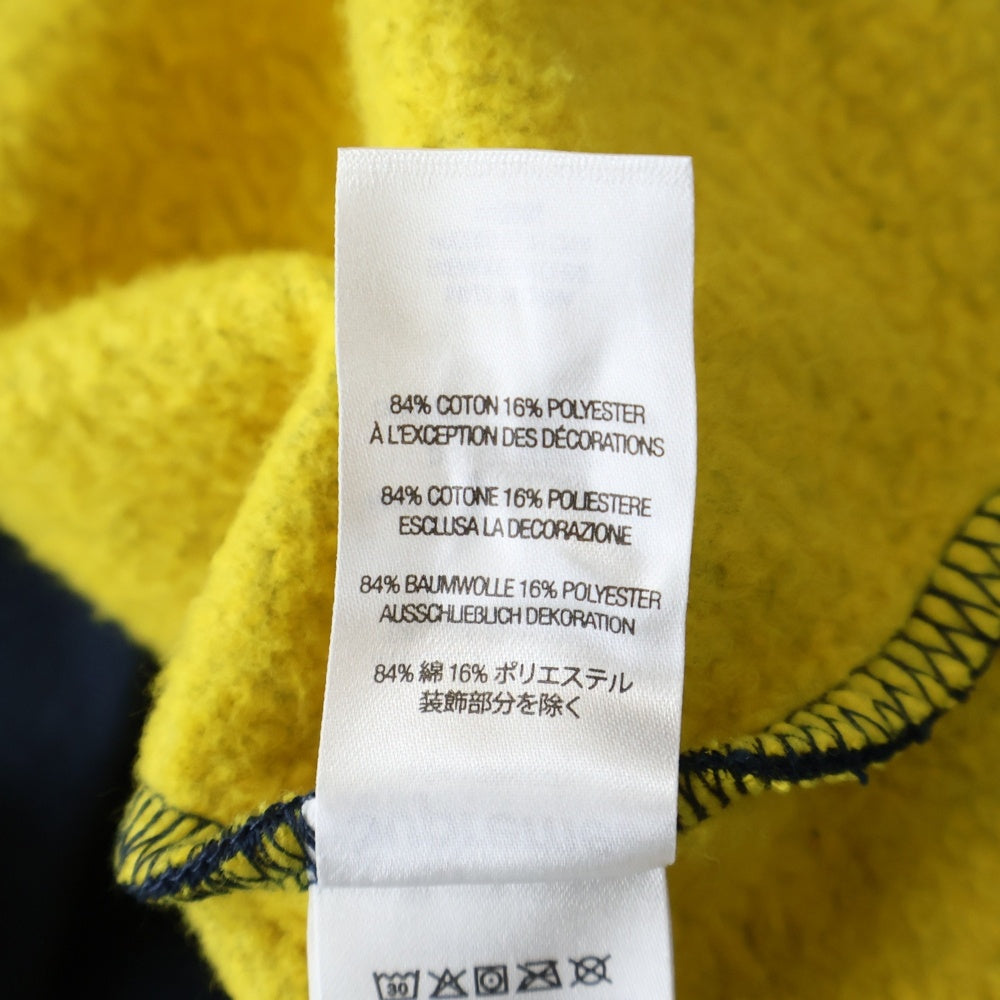 84% COTON 16% POLYESTER
À L'EXCEPTION DES DÉCORATIONS
84% COTONE 16% POLIESTERE
ESCLUSA LA DECORAZIONE
84% BAUMWOLLE 16% POLYESTER
AUSSCHLIEBLICH DEKORATION
84% 綿 16% ポリエステル
装飾部分を除く
30